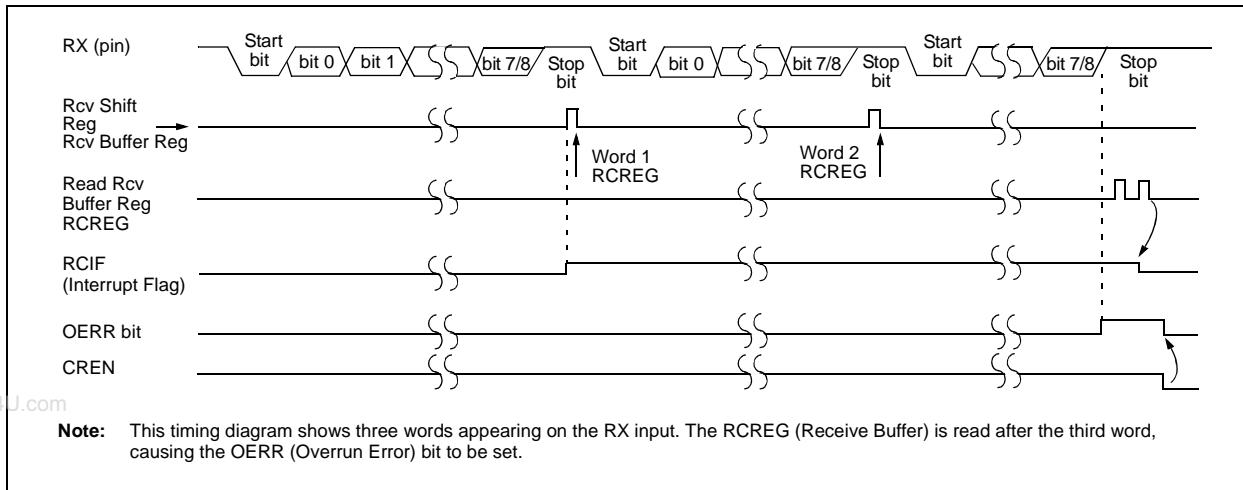 RX (pin)
Start bit
bit 0
bit 1
bit 7/8
Stop bit
Start bit
bit 0
bit 7/8
Stop bit
Start bit
bit 7/8
Stop bit
Rcv Shift
Reg
Rcv Buffer Reg
Word 1
RCREG
Word 2
RCREG
Read Rcv
Buffer Reg
RCREG
RCIF
(Interrupt Flag)
OERR bit
CREN
U.com
Note: This timing diagram shows three words appearing on the RX input. The RCREG (Receive Buffer) is read after the third word,
causing the OERR (Overrun Error) bit to be set.